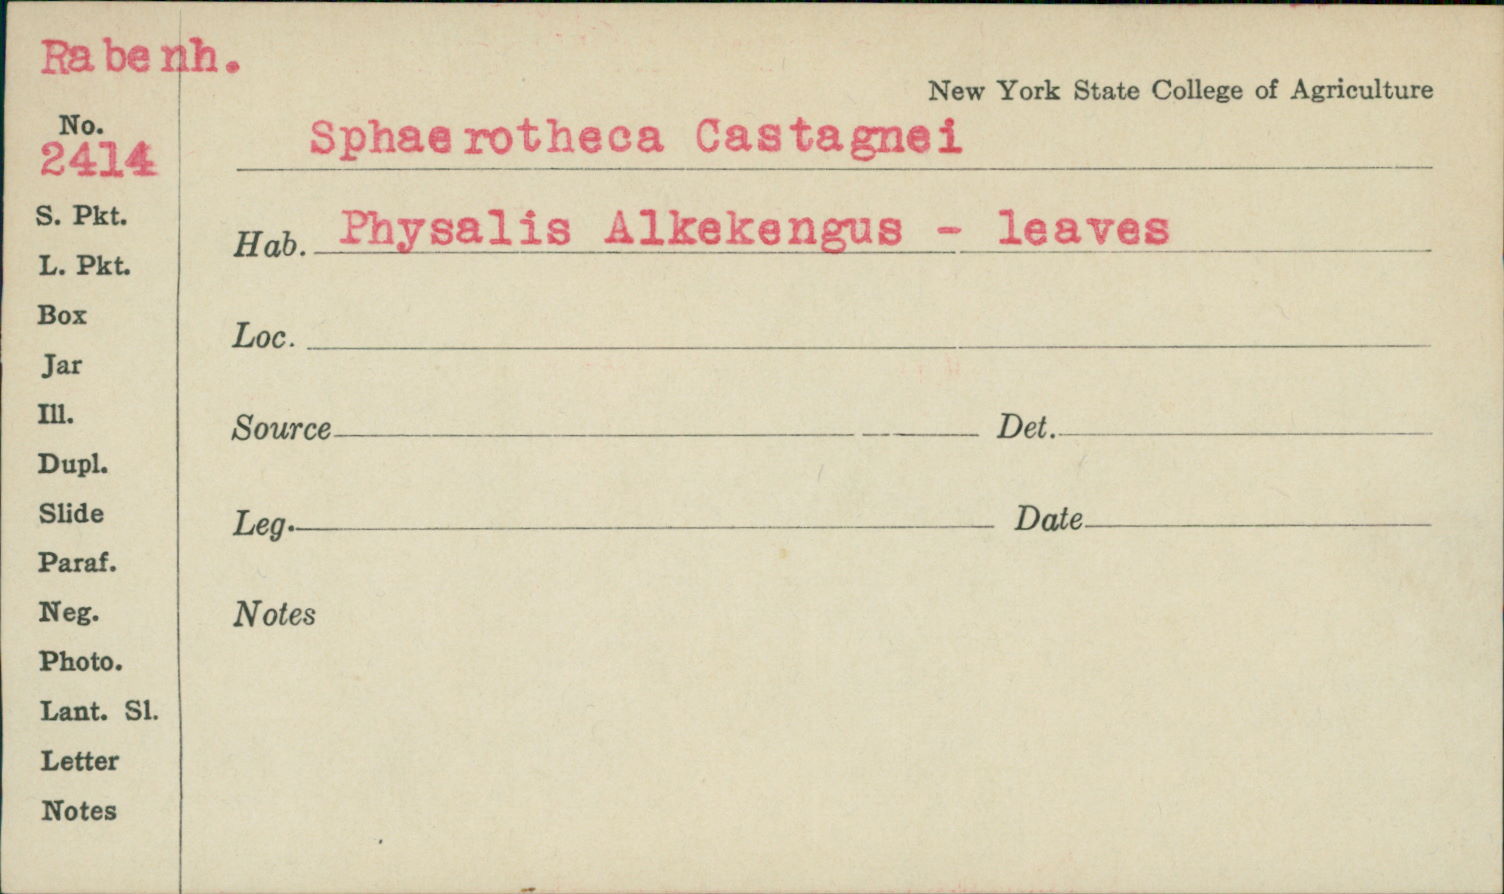 Rabenh.
New York State College of Agriculture
No.
2414
Sphaerotheca Castagnei
S. Pkt.
Hab. Physalis Alkekengus - leaves
L. Pkt.
Box
Loc.
Jar
Ill.
Source Det.
Dupl.
Slide
Leg. Date
Paraf.
Neg.
Notes
Photo.
Lant. Sl.
Letter
Notes